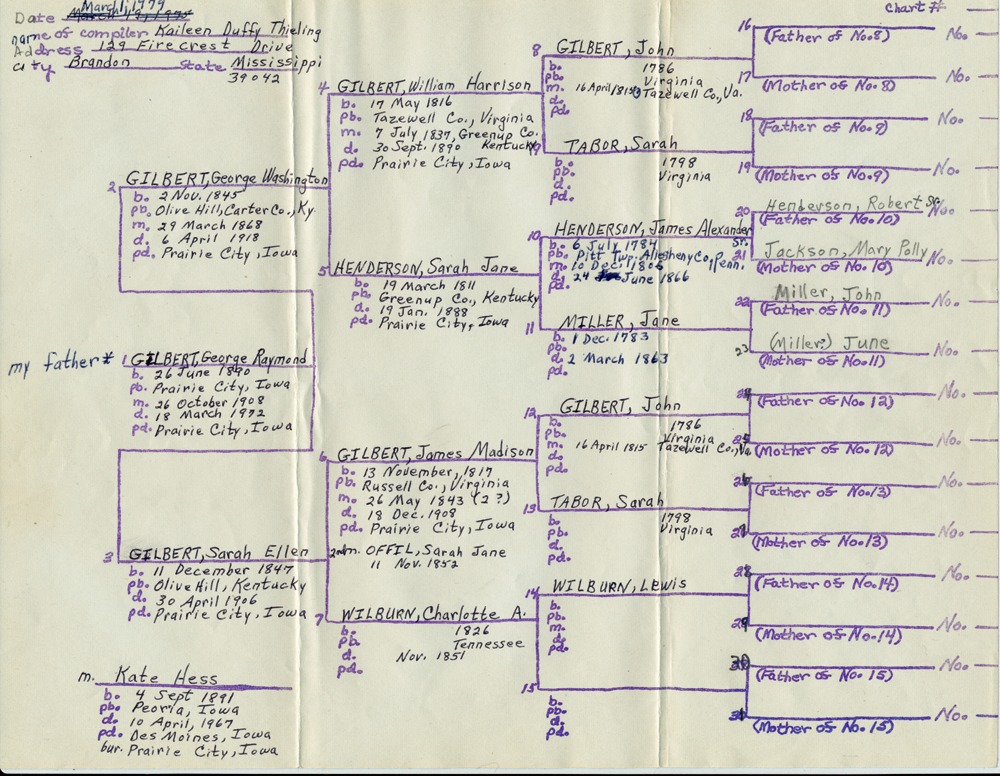 March 1, 1979
Date
name of compiler Kaileen Duffy Thieling
Address 129 Firecrest Drive
City Brandon State Mississippi
39042
Chart #
my father* 1 GILBERT, George Raymond
b. 26 June 1890
pb. Prairie City, Iowa
m. 26 October 1908
d. 18 March 1972
pd. Prairie City, Iowa
m. Kate Hess
b. 4 Sept 1891
pb. Peoria, Iowa
d. 10 April, 1967
pd. Des Moines, Iowa
bur. Prairie City, Iowa
2 GILBERT, George Washington
b. 2 Nov. 1845
pb. Olive Hill, Carter Co., Ky.
m. 29 March 1868
d. 6 April 1918
pd. Prairie City, Iowa
3 GILBERT, Sarah Ellen
b. 11 December 1847
pb. Olive Hill, Kentucky
d. 30 April 1906
pd. Prairie City, Iowa
4 GILBERT, William Harrison
b. 17 May 1816
pb. Tazewell Co., Virginia
m. 7 July 1837, Greenup Co.
Kentucky
d. 30 Sept. 1890
pd. Prairie City, Iowa
5 HENDERSON, Sarah Jane
b. 19 March 1811
pb. Greenup Co., Kentucky
d. 19 Jan. 1888
pd. Prairie City, Iowa
6 GILBERT, James Madison
b. 13 November, 1817
pb. Russell Co., Virginia
m. 26 May 1843 (2?)
d. 18 Dec. 1908
pd. Prairie City, Iowa
2nd m. OFFIL, Sarah Jane
11 Nov. 1852
7 WILBURN, Charlotte A.
b. 1826
pb. Tennessee
d. Nov. 1851
pd.
8 GILBERT, John
b. 1786
pb. Virginia
m. 16 April 1815 Tazewell Co., Va.
d.
pd.
9 TABOR, Sarah
b. 1798
pb. Virginia
d.
pd.
10 HENDERSON, James Alexander Sr.
b. 6 July 1784
pb. Pitt Twp. Allegheny Co., Penn.
m. 10 Dec. 1806
d. 24 June 1866
pd.
11 MILLER, Jane
b. 1 Dec. 1783
pb.
d. 2 March 1863
pd.
12 GILBERT, John
b. 1786
pb. Virginia
m. 16 April 1815 Tazewell Co., Va.
d.
pd.
13 TABOR, Sarah
b. 1798
pb. Virginia
d.
pd.
14 WILBURN, Lewis
b.
pb.
m.
d.
pd.
15
b.
pb.
d.
pd.
16 No.
(Father of No. 8)
17 No.
(Mother of No. 8)
18 No.
(Father of No. 9)
19 No.
(Mother of No. 9)
20 Henderson, Robert Sr. No.
(Father of No. 10)
21 Jackson, Mary Polly No.
(Mother of No. 10)
22 Miller, John No.
(Father of No. 11)
23 (Miller?) June No.
(Mother of No. 11)
24 No.
(Father of No. 12)
25 No.
(Mother of No. 12)
26 No.
(Father of No. 13)
27 No.
(Mother of No. 13)
28 No.
(Father of No. 14)
29 No.
(Mother of No. 14)
30 No.
(Father of No. 15)
31 No.
(Mother of No. 15)